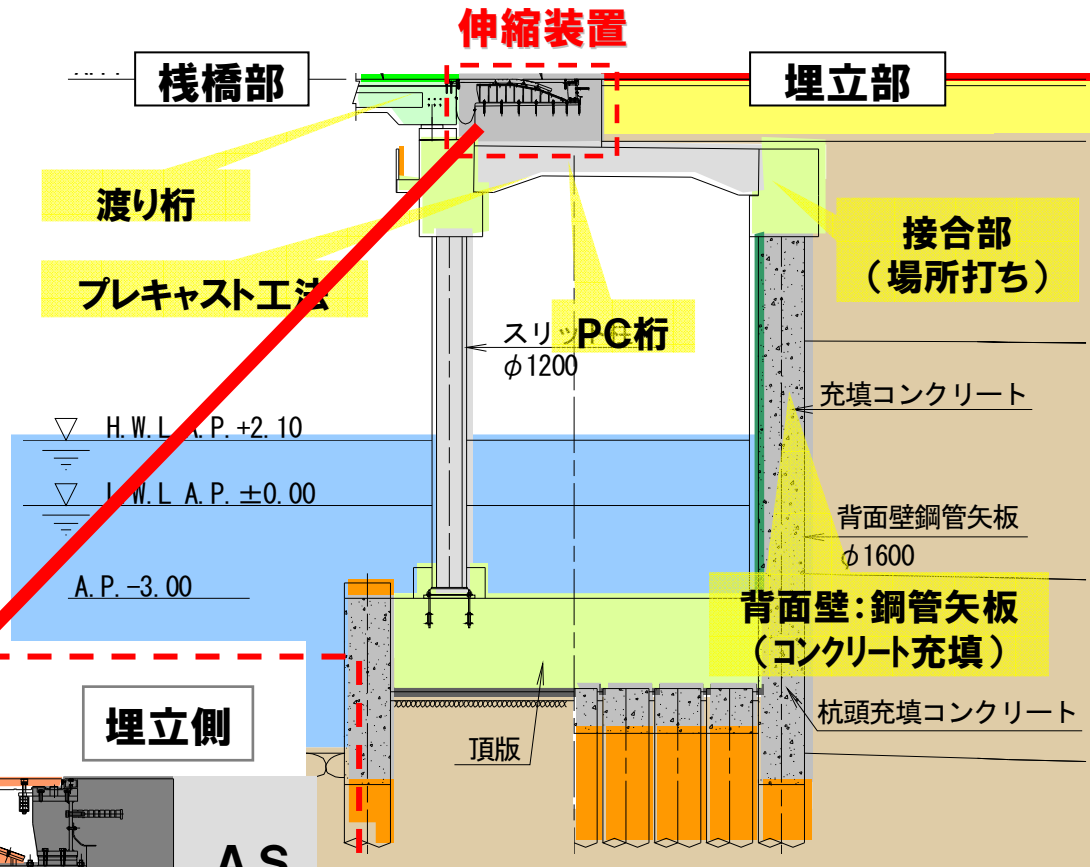 伸縮装置
桟橋部
埋立部
渡り桁
プレキャスト工法
接合部
(場所打ち)
スリッ
PC桁
φ1200
充填コンクリート
H.W.L A.P.+2.10
W.L A.P.±0.00
背面壁鋼管矢板
φ1600
A.P.-3.00
背面壁:鋼管矢板
(コンクリート充填)
埋立側
杭頭充填コンクリート
頂版
AS